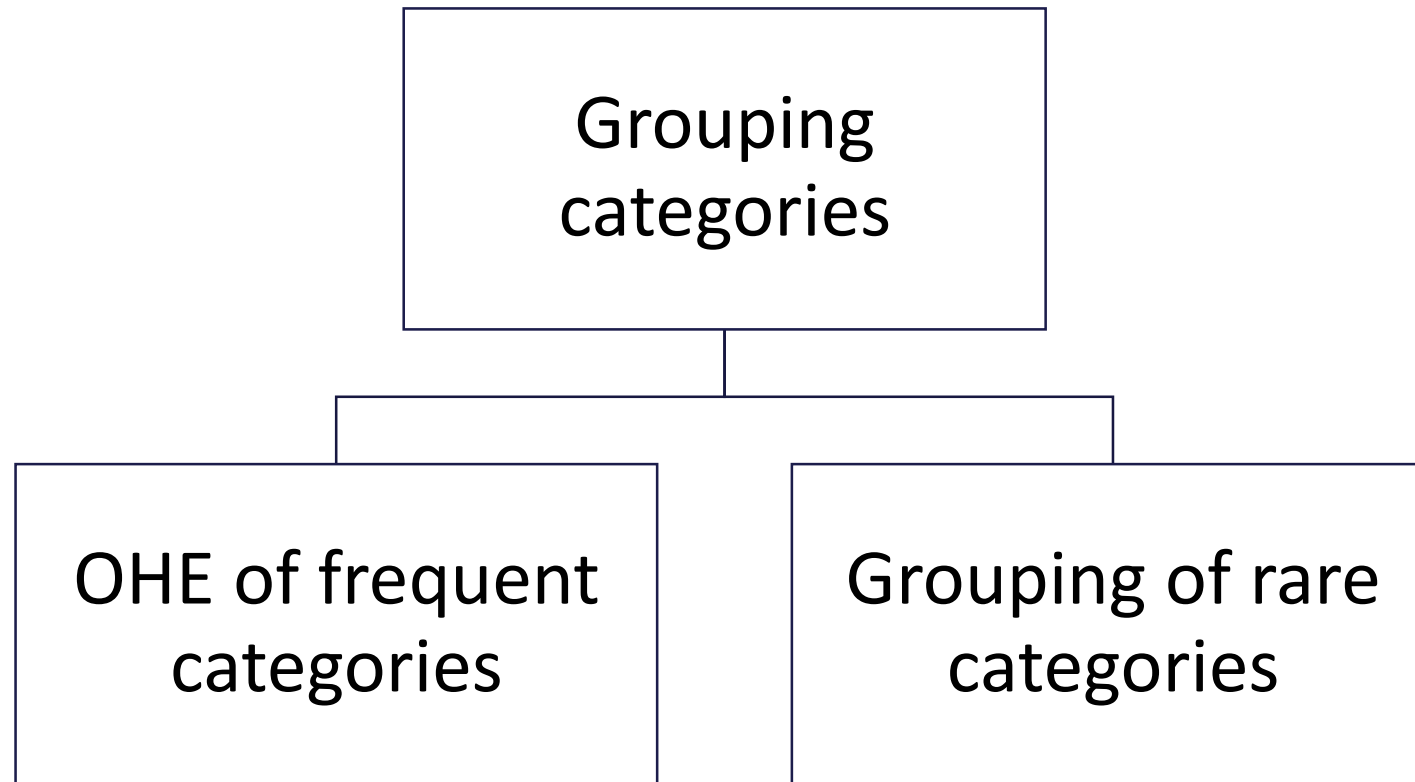 Grouping
categories
OHE of frequent
categories
Grouping of rare
categories